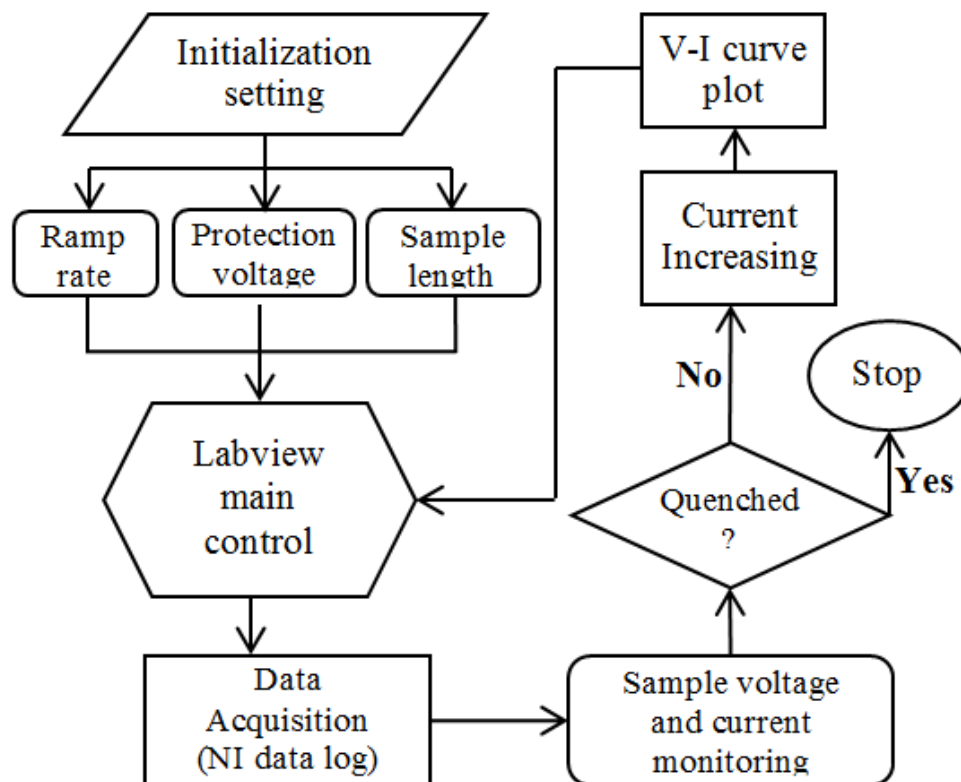 Initialization
setting
Ramp
rate
Protection
voltage
Sample
length
Labview
main
control
Data
Acquisition
(NI data log)
Sample voltage
and current
monitoring
Quenched
?
No
Yes
Stop
Current
Increasing
V-I curve
plot